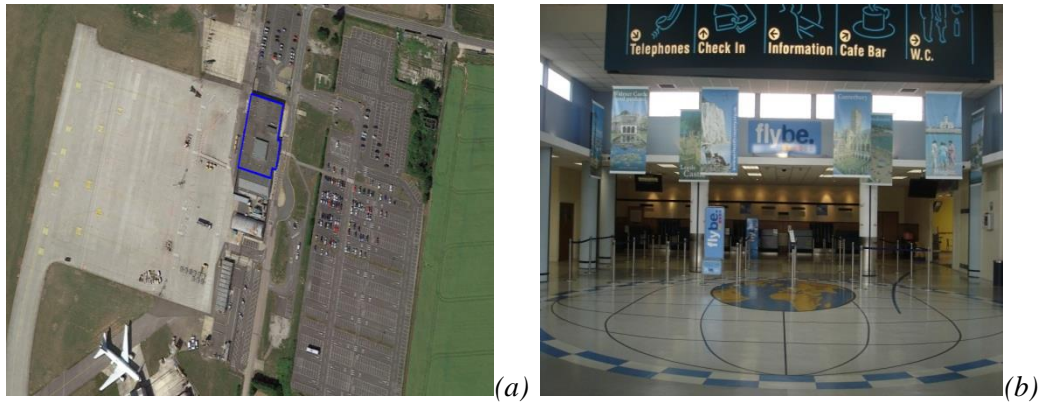 Telephones
Check In
Information
Cafe Bar
W.C.
Canterbury
flybe.
flybe.
(a)
(b)